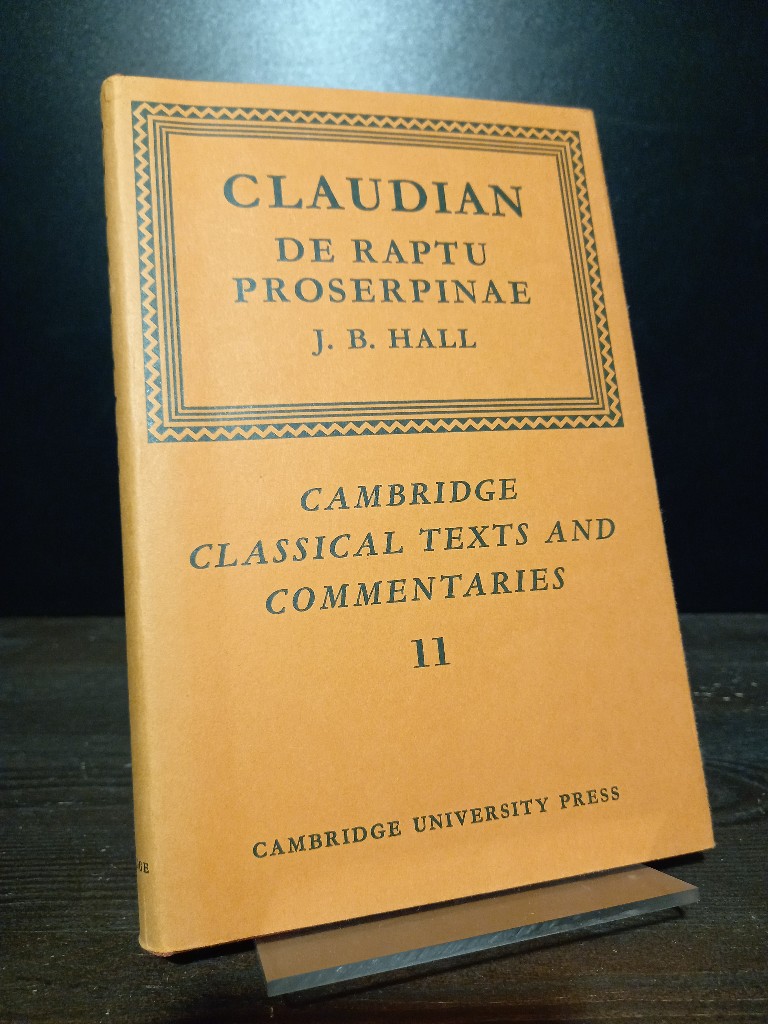 CLAUDIAN
DE RAPTU
PROSERPINAE
J. B. HALL
CAMBRIDGE
CLASSICAL TEXTS AND
COMMENTARIES
11
CAMBRIDGE UNIVERSITY PRESS